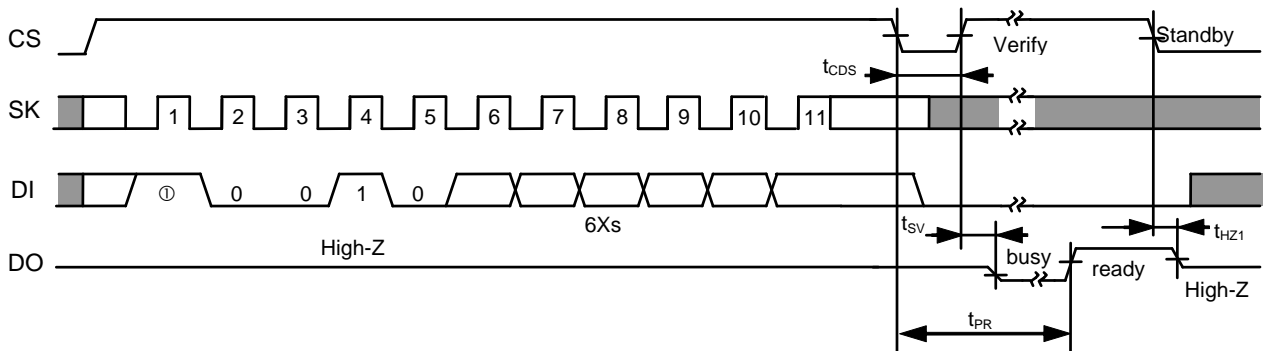 CS
Verify
Standby
tCDS
SK
1 2 3 4 5 6 7 8 9 10 11
DI
① 0 0 1 0
6Xs
tSV
tHZ1
High-Z
DO
busy
ready
High-Z
tPR